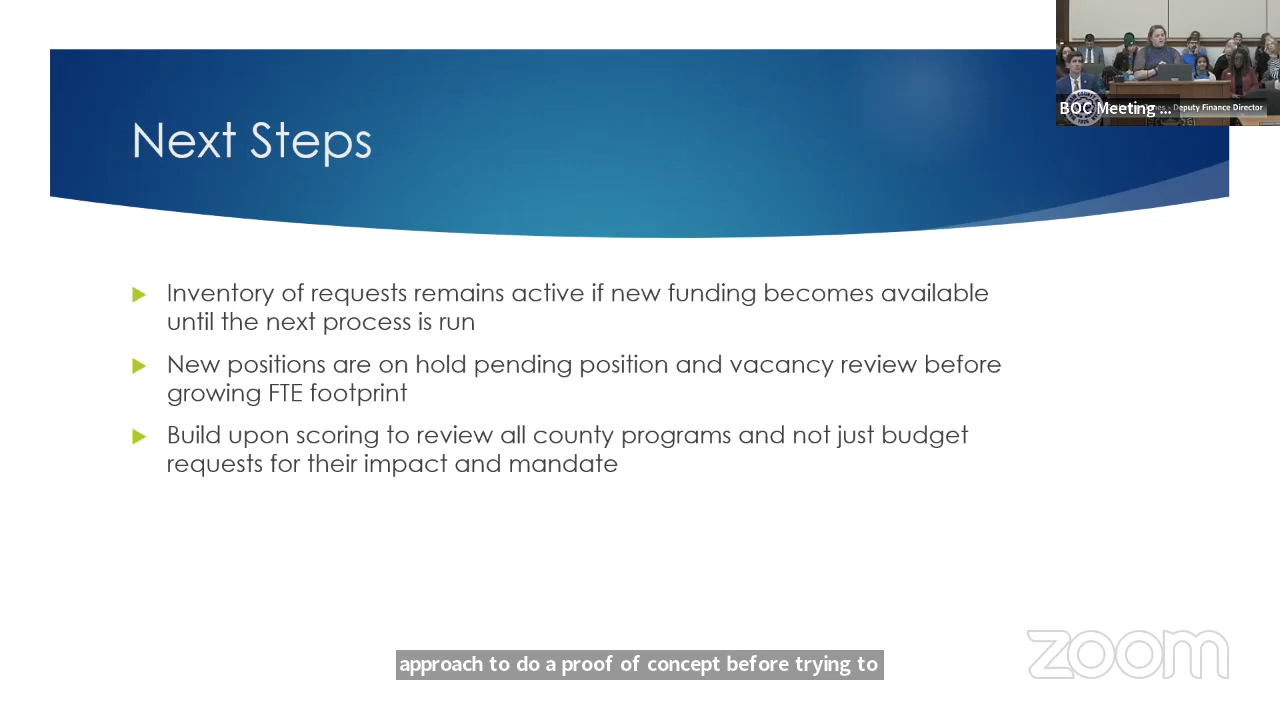 BOC Meeting ...
Deputy Finance Director
Next Steps
Inventory of requests remains active if new funding becomes available
until the next process is run
New positions are on hold pending position and vacancy review before
growing FTE footprint
Build upon scoring to review all county programs and not just budget
requests for their impact and mandate
approach to do a proof of concept before trying to
zoom